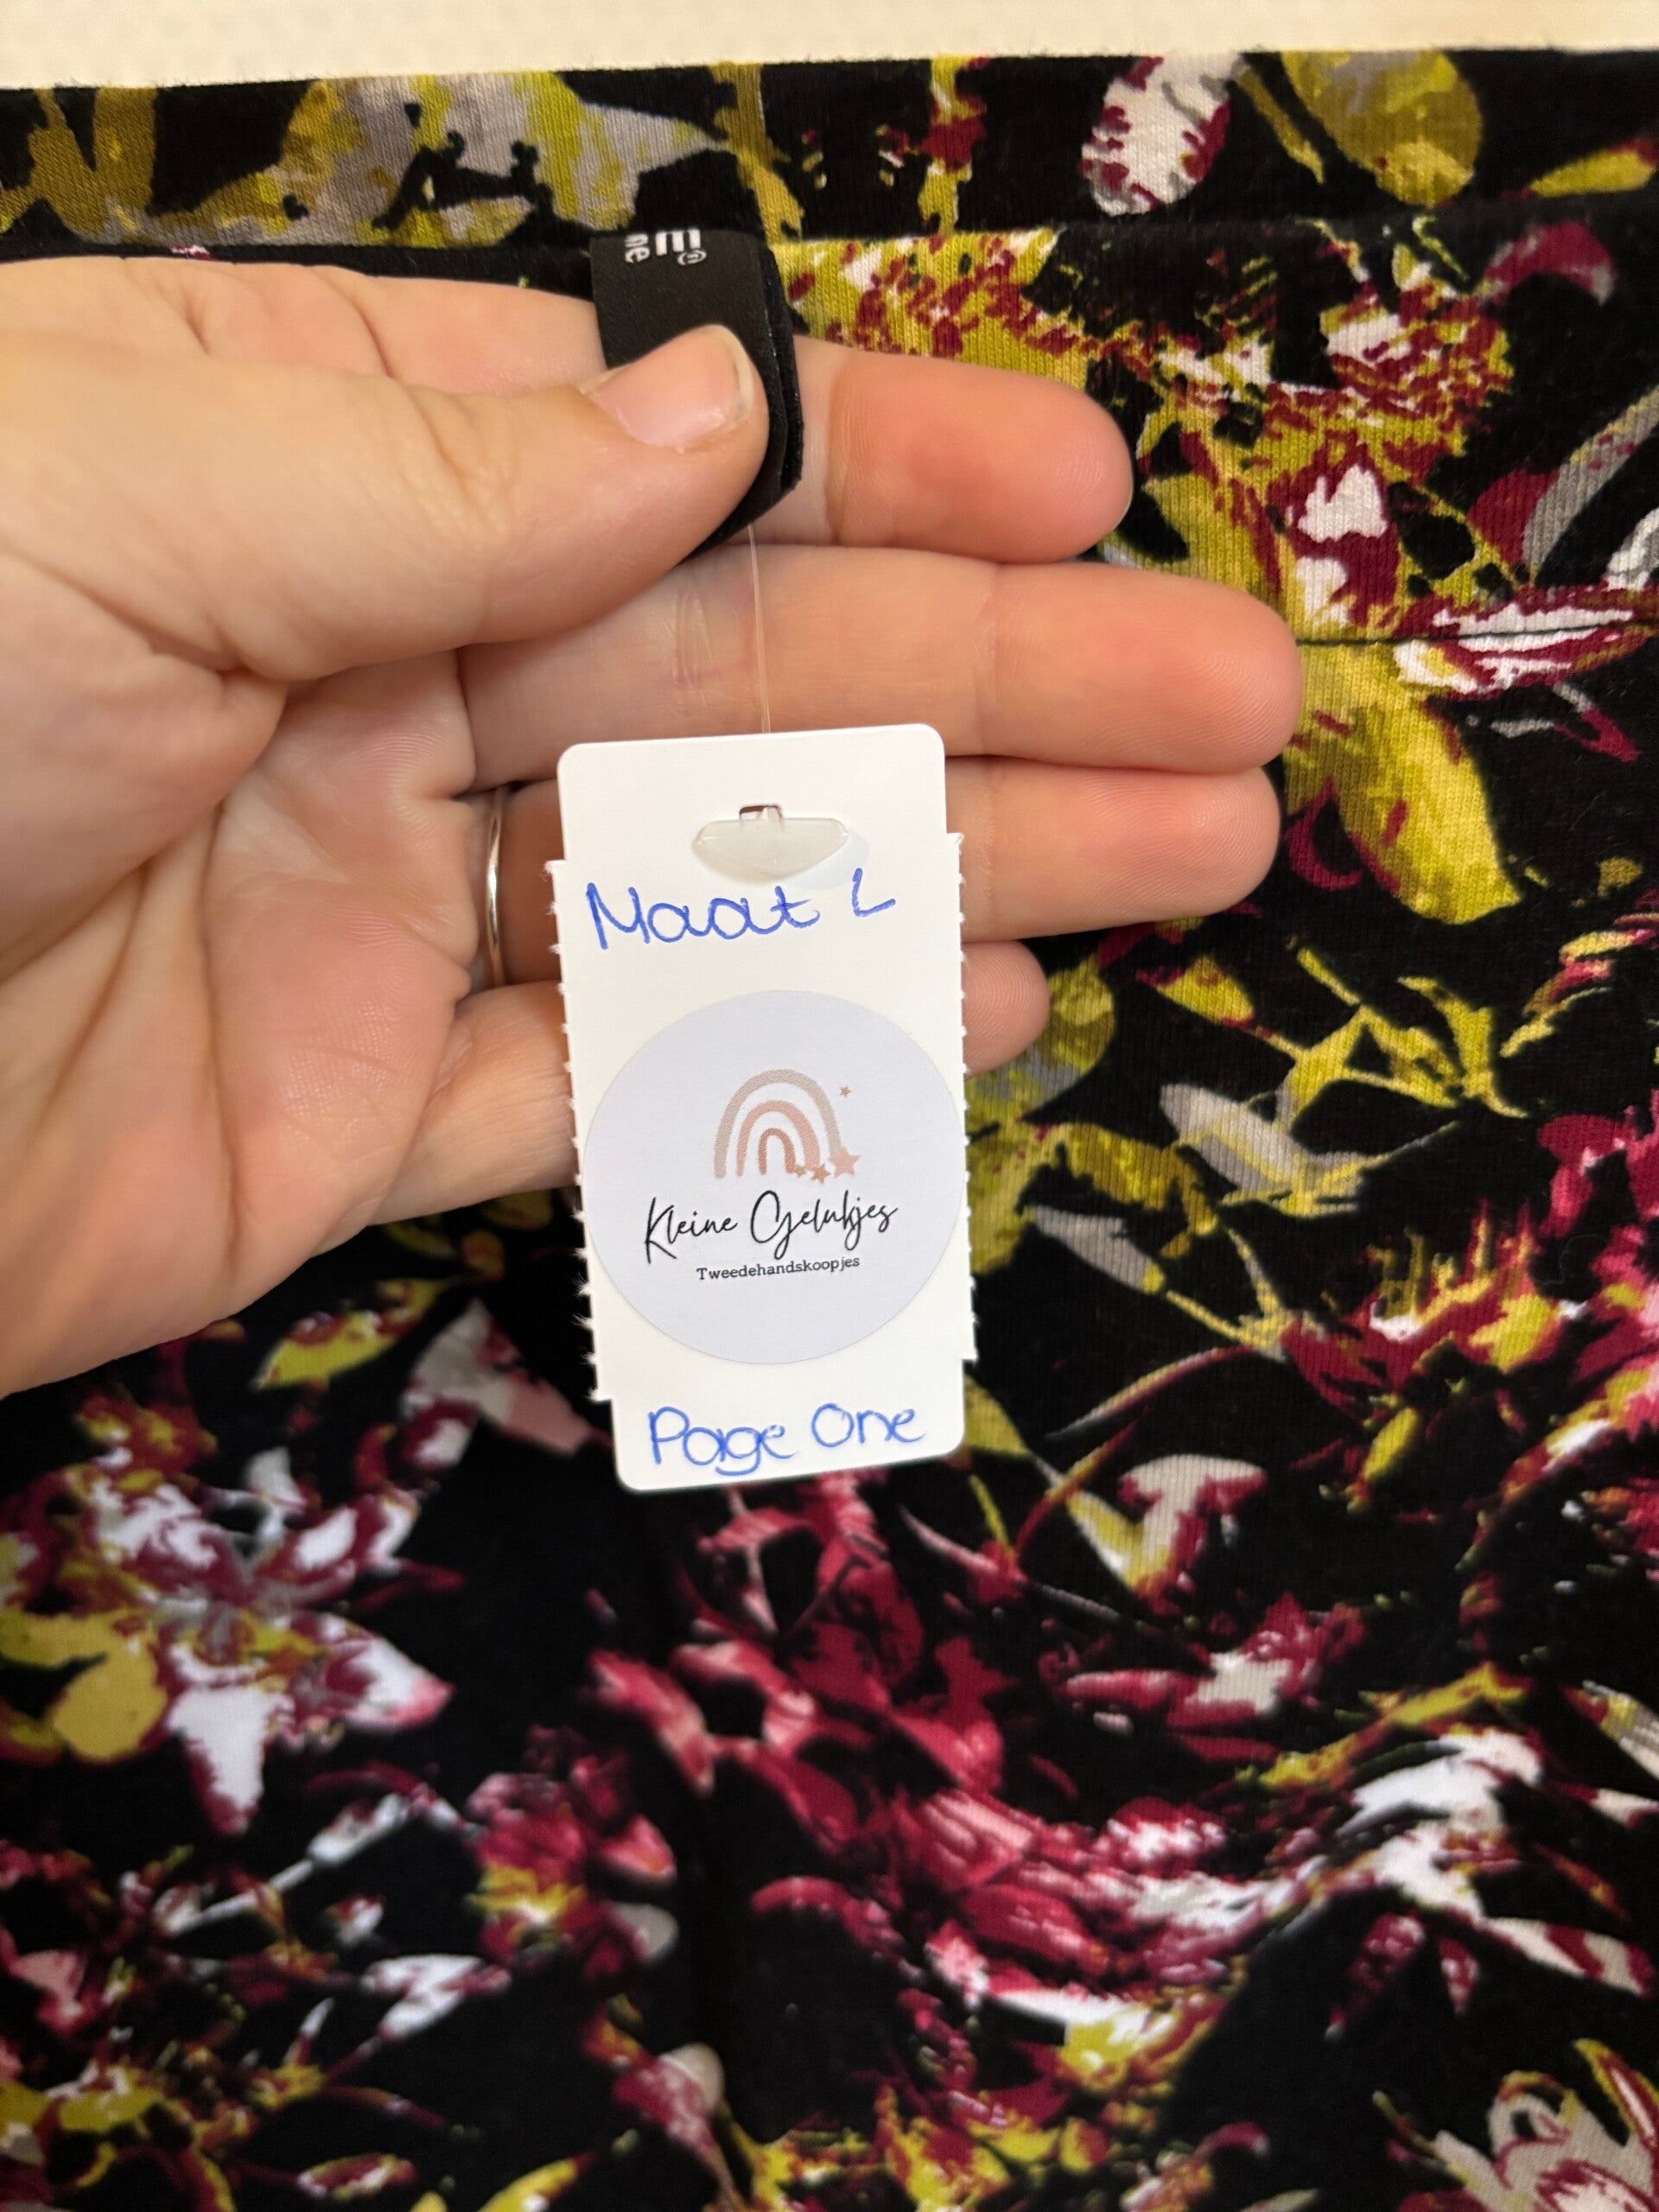 Maat L
Kleine Gelukjes
Tweedehandskoopjes
Page One